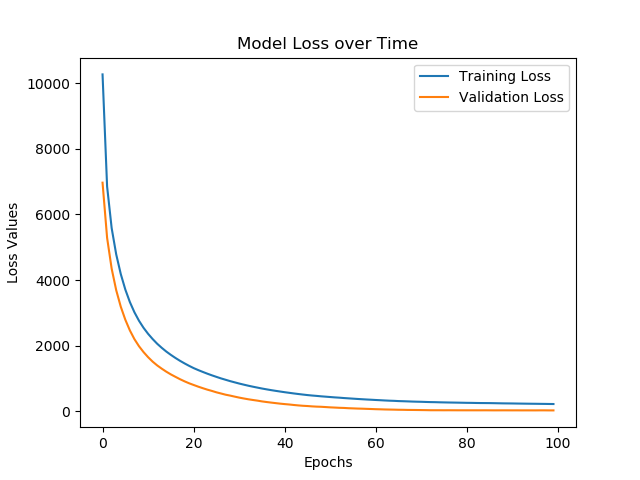 Model Loss over Time
Training Loss
Validation Loss
10000
8000
6000
4000
2000
0
Loss Values
0 20 40 60 80 100
Epochs